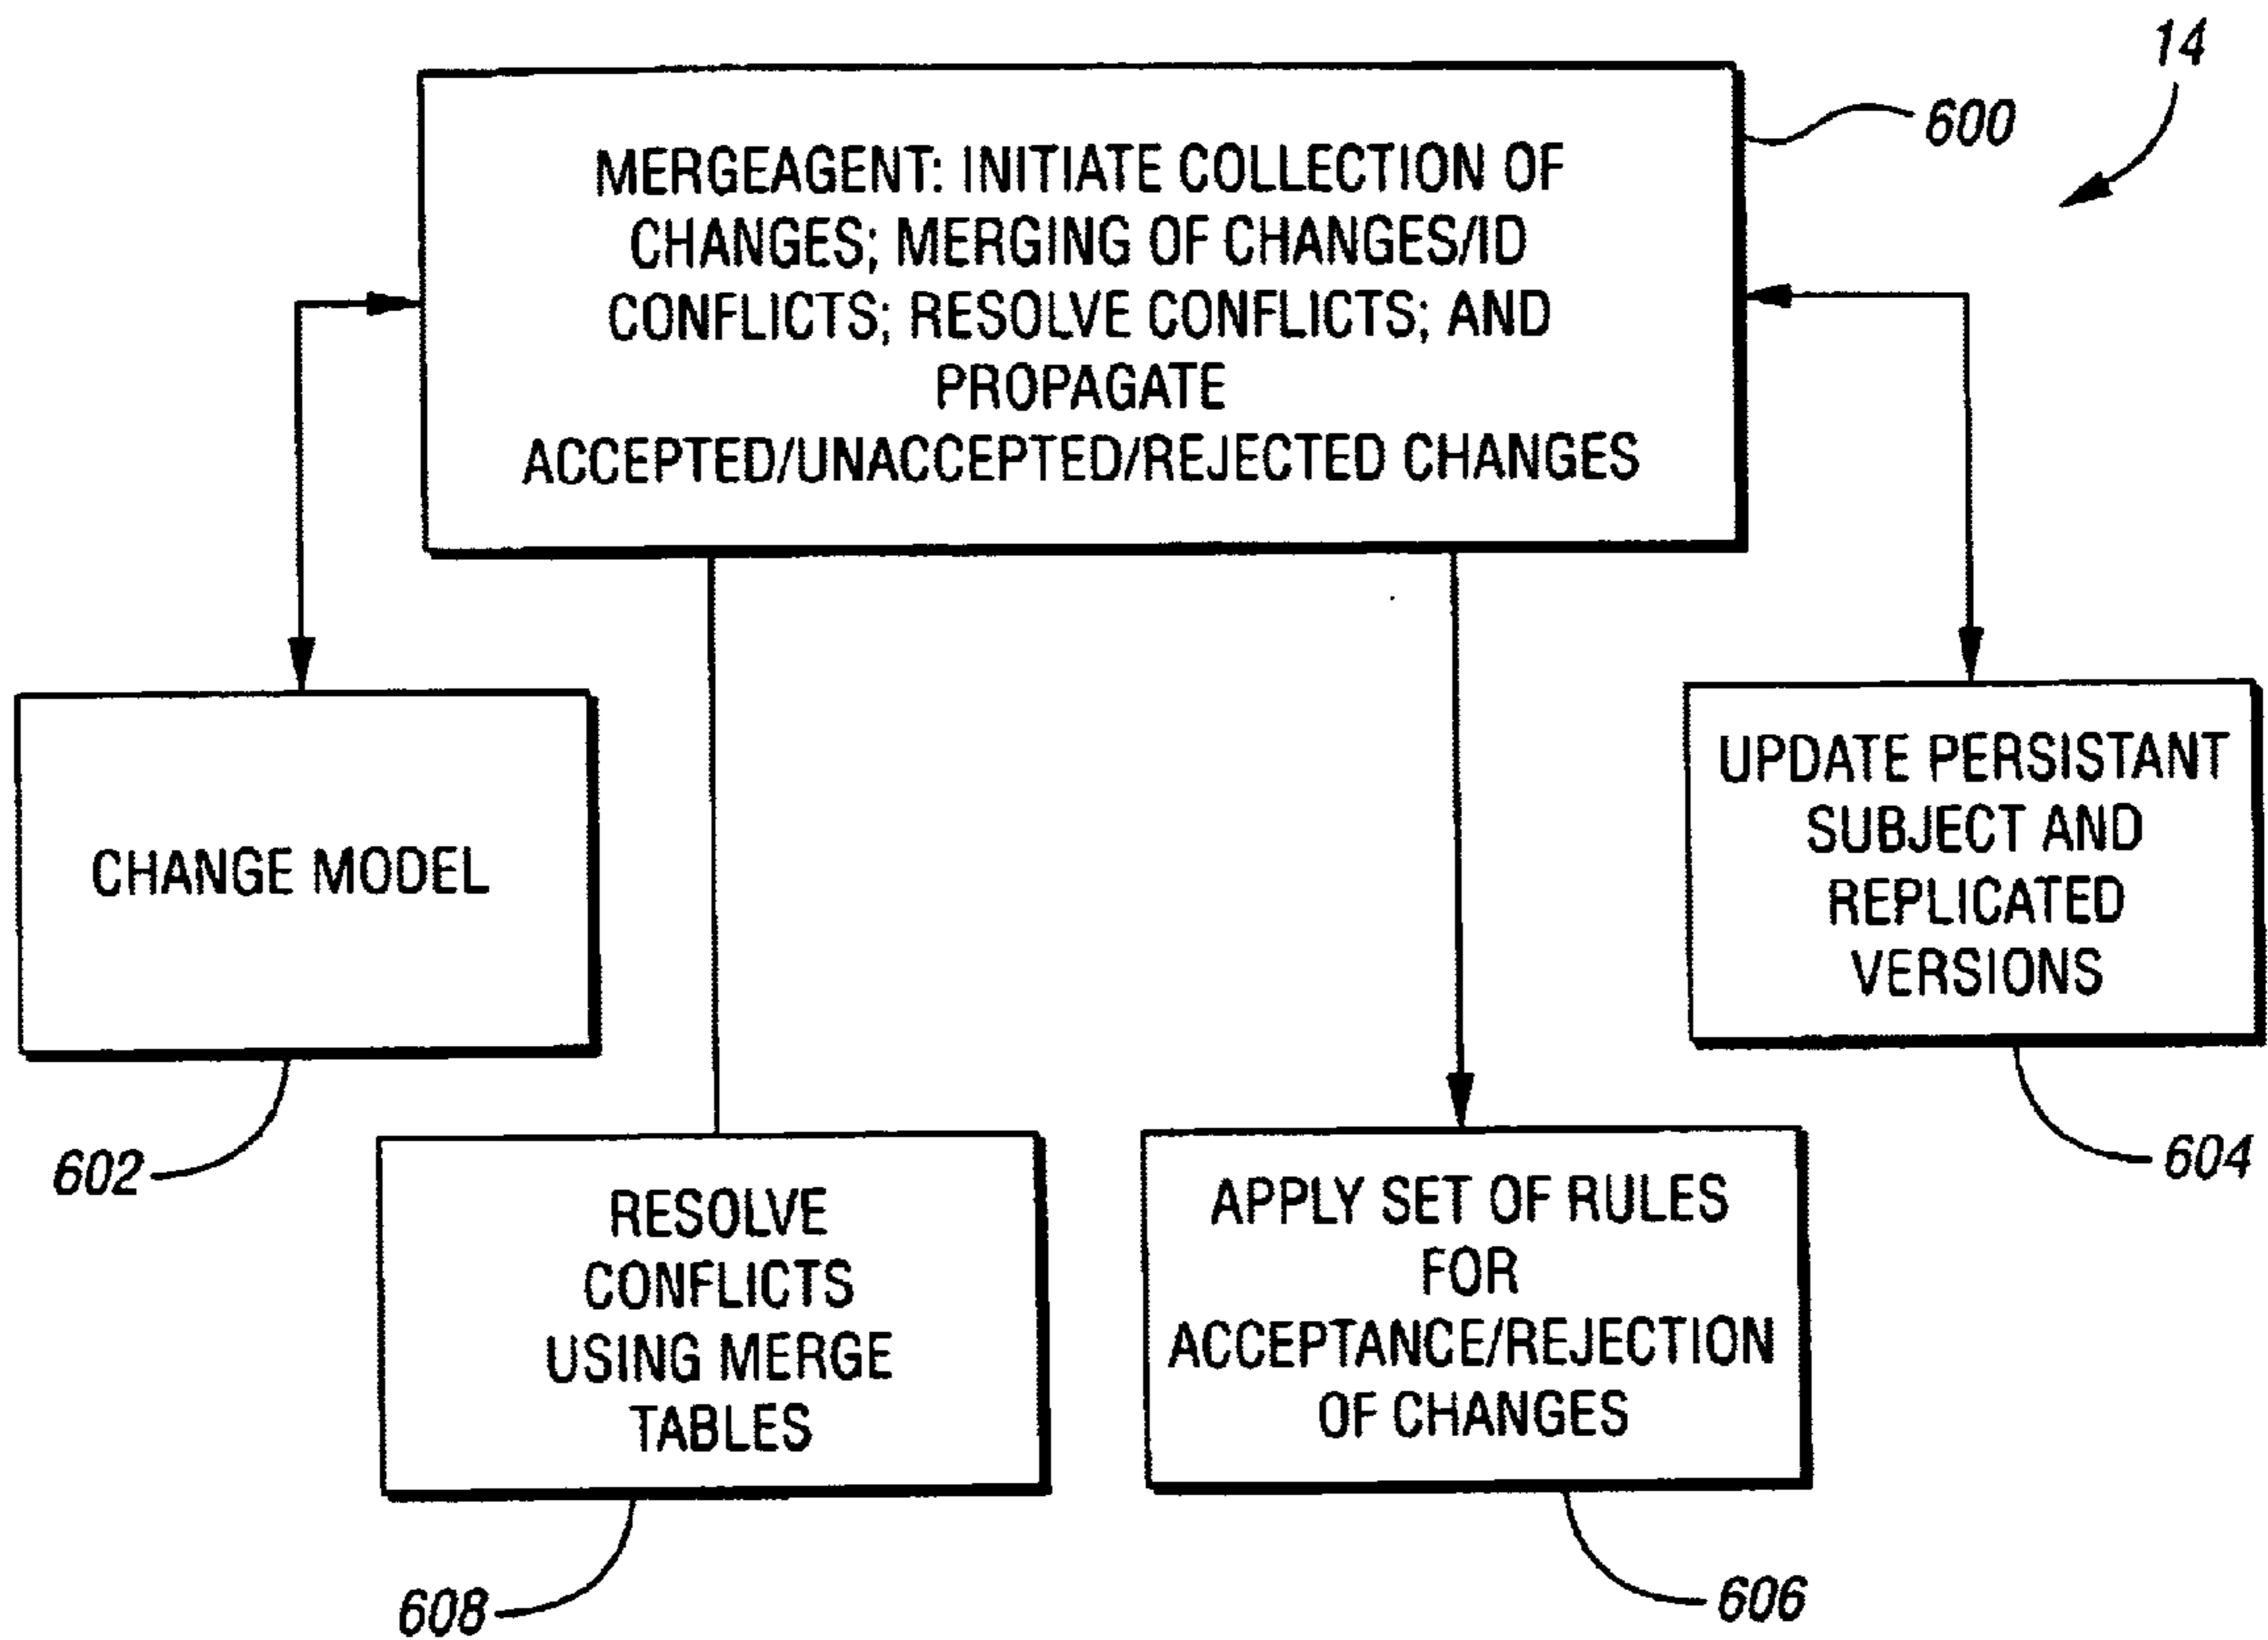 14
600
MERGEAGENT: INITIATE COLLECTION OF
CHANGES; MERGING OF CHANGES/ID
CONFLICTS; RESOLVE CONFLICTS; AND
PROPAGATE
ACCEPTED/UNACCEPTED/REJECTED CHANGES
CHANGE MODEL
602
UPDATE PERSISTANT
SUBJECT AND
REPLICATED
VERSIONS
604
RESOLVE
CONFLICTS
USING MERGE
TABLES
608
APPLY SET OF RULES
FOR
ACCEPTANCE/REJECTION
OF CHANGES
606